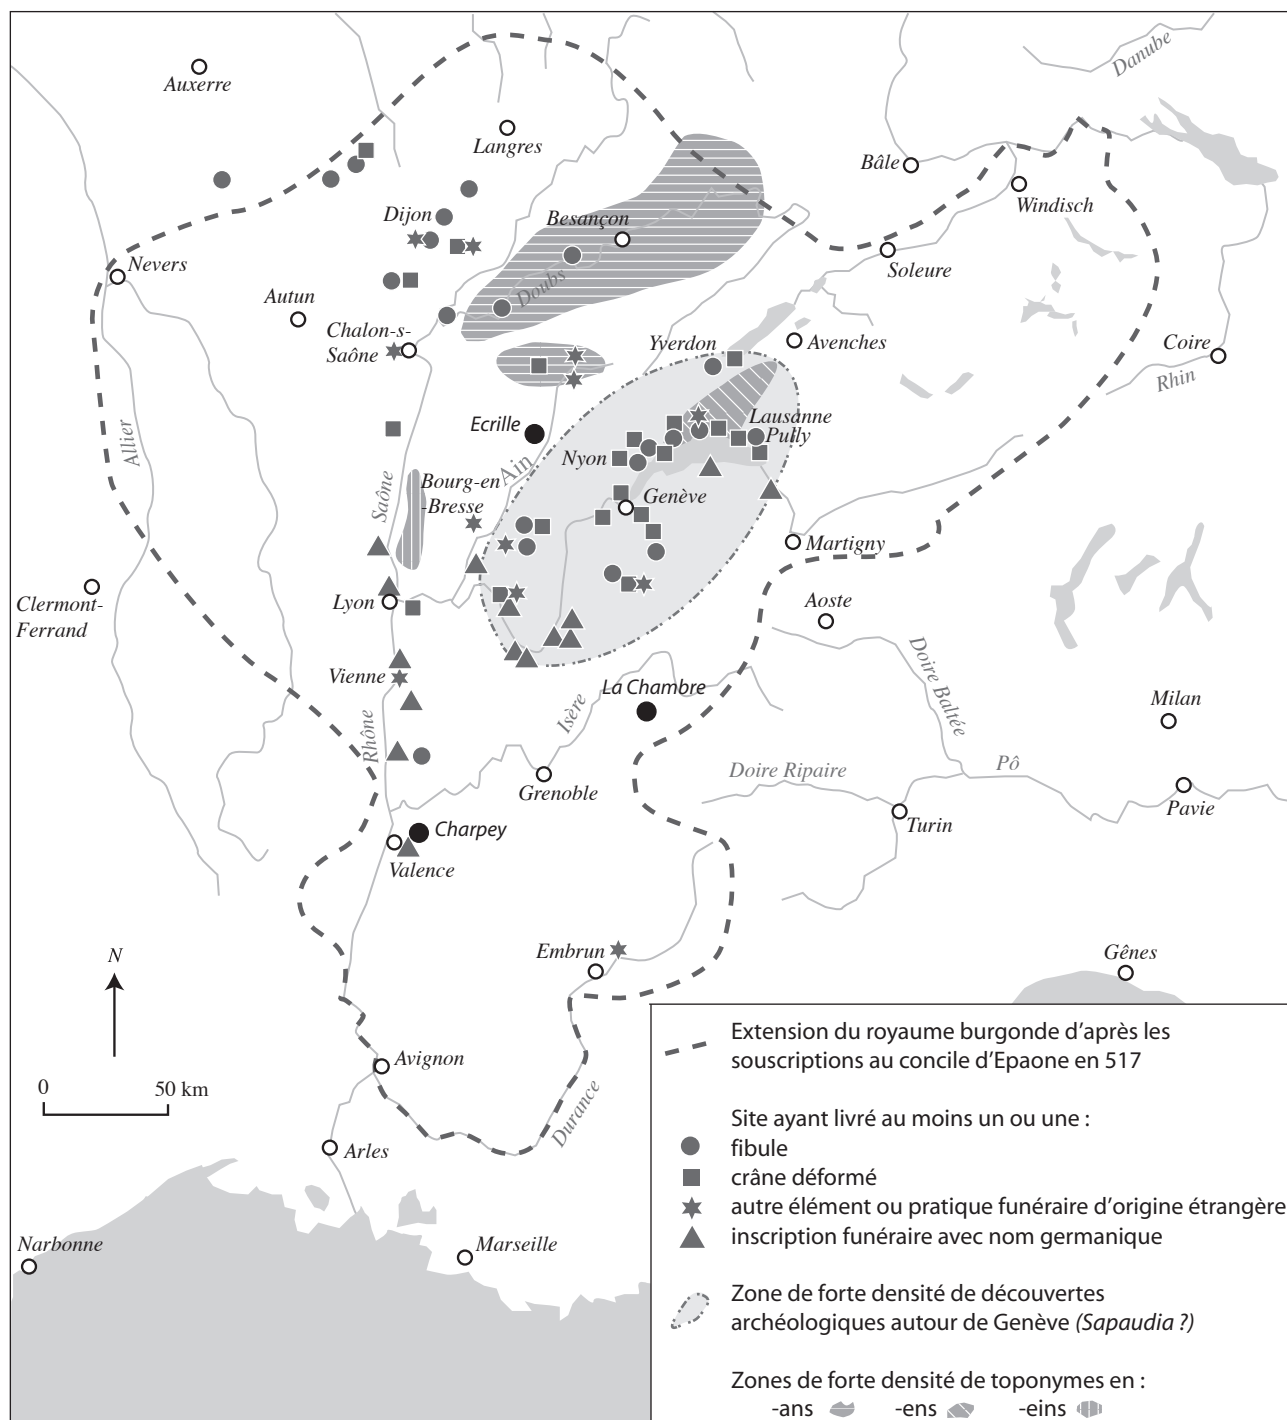 Danube
Auxerre
Langres
Bâle
Windisch
Dijon
Besançon
Soleure
Nevers
Doubs
Autun
Chalon-s-
Saône
Yverdon
Avenches
Coire
Rhin
Ecrille
Lausanne
Pully
Allier
Nyon
Ain
Saône
Bourg-en
-Bresse
Genève
Martigny
Clermont-
Ferrand
Lyon
Aoste
Doire Baltée
Vienne
La Chambre
Isère
Milan
Rhône
Doire Ripaire
Pô
Grenoble
Pavie
Turin
Charpey
Valence
N
Embrun
Gênes
Avignon
0 50 km
Durance
Arles
Narbonne
Marseille
Extension du royaume burgonde d’après les
souscriptions au concile d’Epaone en 517
Site ayant livré au moins un ou une :
fibule
crâne déformé
autre élément ou pratique funéraire d’origine étrangère
inscription funéraire avec nom germanique
Zone de forte densité de découvertes
archéologiques autour de Genève (Sapaudia ?)
Zones de forte densité de toponymes en :
-ans -ens -eins